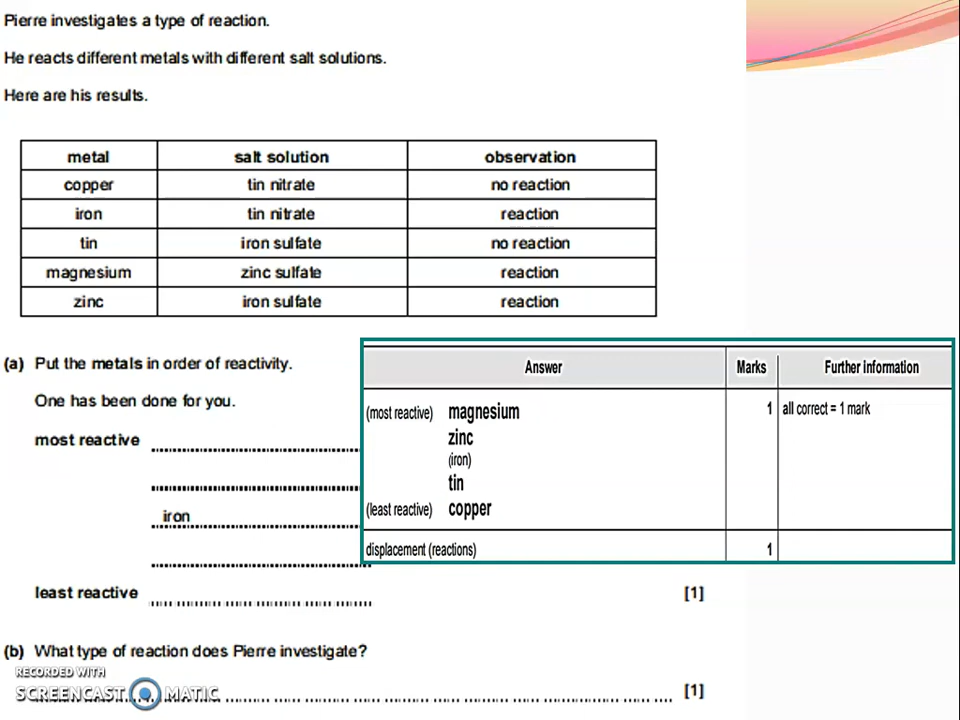 Pierre investigates a type of reaction.
He reacts different metals with different salt solutions.
Here are his results.
metal salt solution observation
copper tin nitrate no reaction
iron tin nitrate reaction
tin iron sulfate no reaction
magnesium zinc sulfate reaction
zinc iron sulfate reaction
(a) Put the metals in order of reactivity.
One has been done for you.
most reactive
iron
least reactive
[1]
Answer Marks Further information
(most reactive) magnesium 1 all correct = 1 mark
zinc
(iron)
tin
(least reactive) copper
displacement (reactions) 1
(b) What type of reaction does Pierre investigate?
[1]
RECORDED WITH
SCREENCAST MATIC